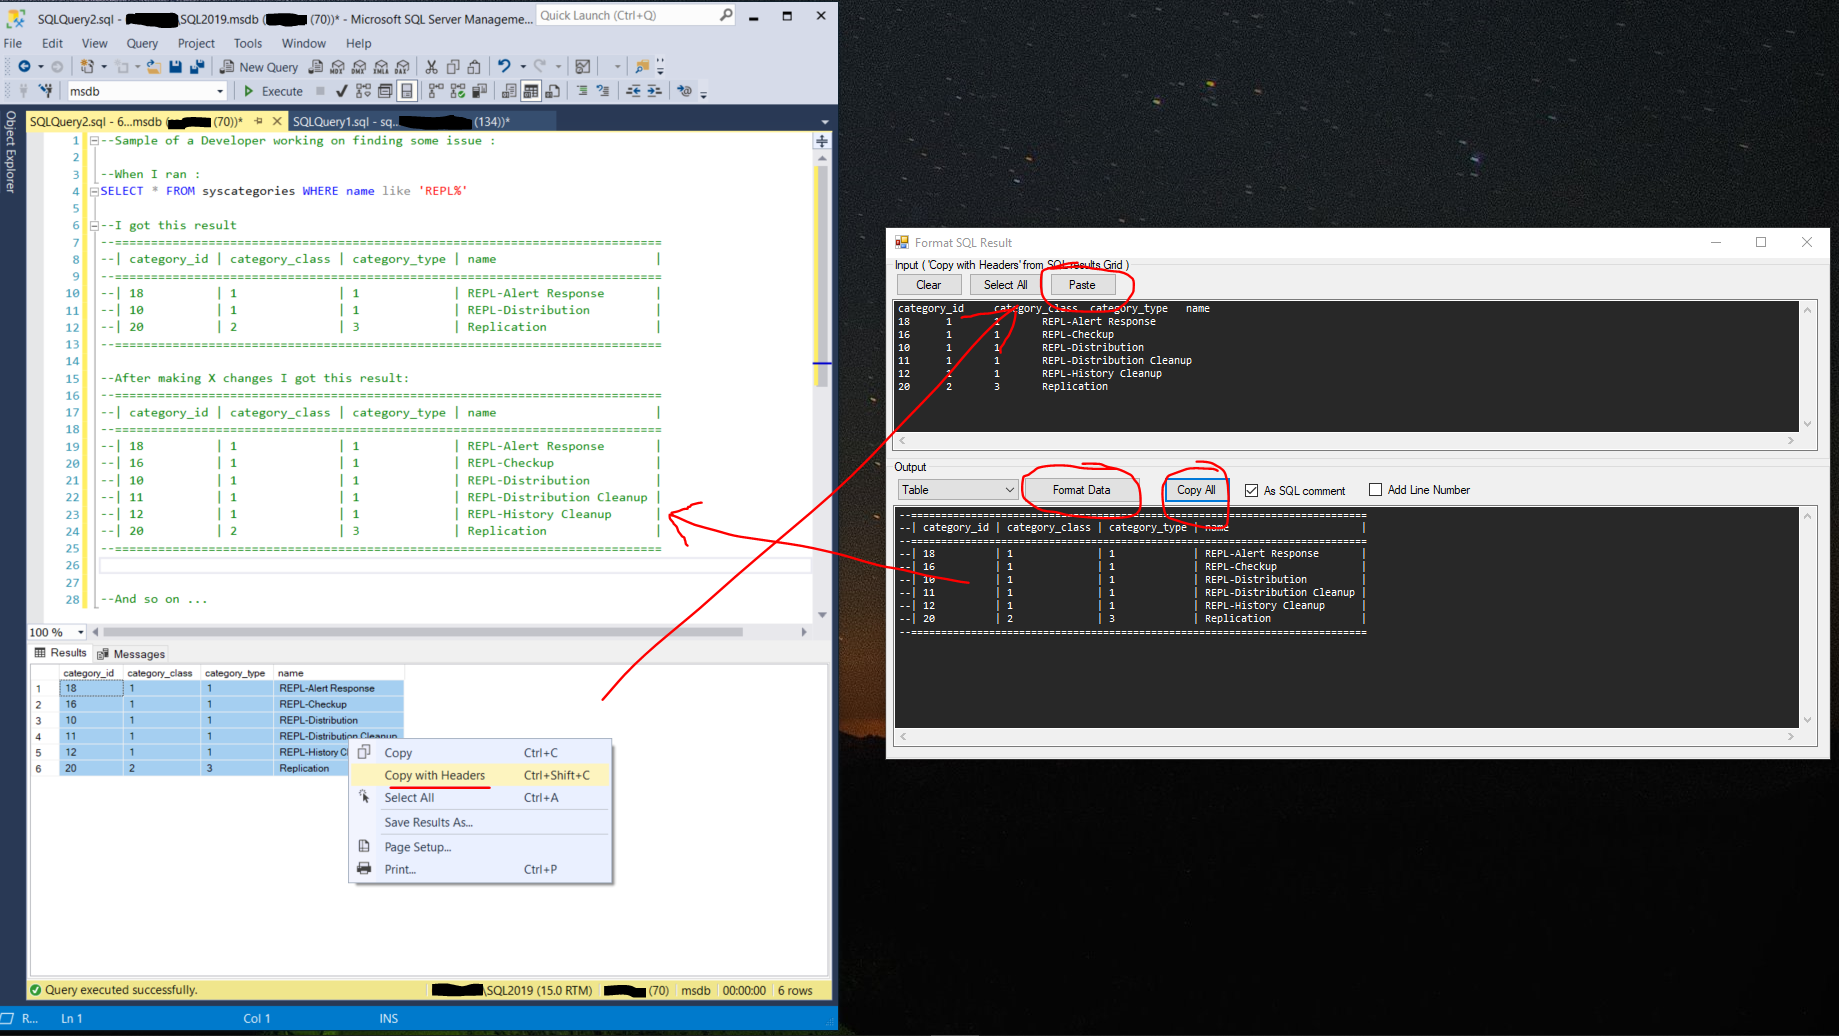 SQLQuery2.sql - \SQL2019.msdb ( (70))* - Microsoft SQL Server Manageme...
Quick Launch (Ctrl+Q)
File Edit View Query Project Tools Window Help
New Query
MDX DMX XMLA DAX
msdb
Execute
Object Explorer
SQLQuery2.sql - 6...msdb ( (70))*
SQLQuery1.sql - sq... (134))*
1 --Sample of a Developer working on finding some issue :
2
3 --When I ran :
4 SELECT * FROM syscategories WHERE name like 'REPL%'
5
6 --I got this result
7 --===========================================================================
8 --| category_id | category_class | category_type | name |
9 --===========================================================================
10 --| 18 | 1 | 1 | REPL-Alert Response |
11 --| 10 | 1 | 1 | REPL-Distribution |
12 --| 20 | 2 | 3 | Replication |
13 --===========================================================================
14
15 --After making X changes I got this result:
16 --===========================================================================
17 --| category_id | category_class | category_type | name |
18 --===========================================================================
19 --| 18 | 1 | 1 | REPL-Alert Response |
20 --| 16 | 1 | 1 | REPL-Checkup |
21 --| 10 | 1 | 1 | REPL-Distribution |
22 --| 11 | 1 | 1 | REPL-Distribution Cleanup |
23 --| 12 | 1 | 1 | REPL-History Cleanup |
24 --| 20 | 2 | 3 | Replication |
25 --===========================================================================
26
27
28 --And so on ...
100 %
Results Messages
category_id category_class category_type name
1 18 1 1 REPL-Alert Response
2 16 1 1 REPL-Checkup
3 10 1 1 REPL-Distribution
4 11 1 1 REPL-Distribution Cleanup
5 12 1 1 REPL-History C
6 20 2 3 Replication
Copy Ctrl+C
Copy with Headers Ctrl+Shift+C
Select All Ctrl+A
Save Results As...
Page Setup...
Print... Ctrl+P
Query executed successfully.
\SQL2019 (15.0 RTM) (70) msdb 00:00:00 6 rows
R... Ln 1 Col 1 INS
Format SQL Result
Input ( 'Copy with Headers' from SQL results Grid )
Clear Select All Paste
category_id category_class category_type name
18 1 1 REPL-Alert Response
16 1 1 REPL-Checkup
10 1 1 REPL-Distribution
11 1 1 REPL-Distribution Cleanup
12 1 1 REPL-History Cleanup
20 2 3 Replication
Output
Table Format Data Copy All As SQL comment Add Line Number
--===========================================================================
--| category_id | category_class | category_type | name |
--===========================================================================
--| 18 | 1 | 1 | REPL-Alert Response |
--| 16 | 1 | 1 | REPL-Checkup |
--| 10 | 1 | 1 | REPL-Distribution |
--| 11 | 1 | 1 | REPL-Distribution Cleanup |
--| 12 | 1 | 1 | REPL-History Cleanup |
--| 20 | 2 | 3 | Replication |
--===========================================================================